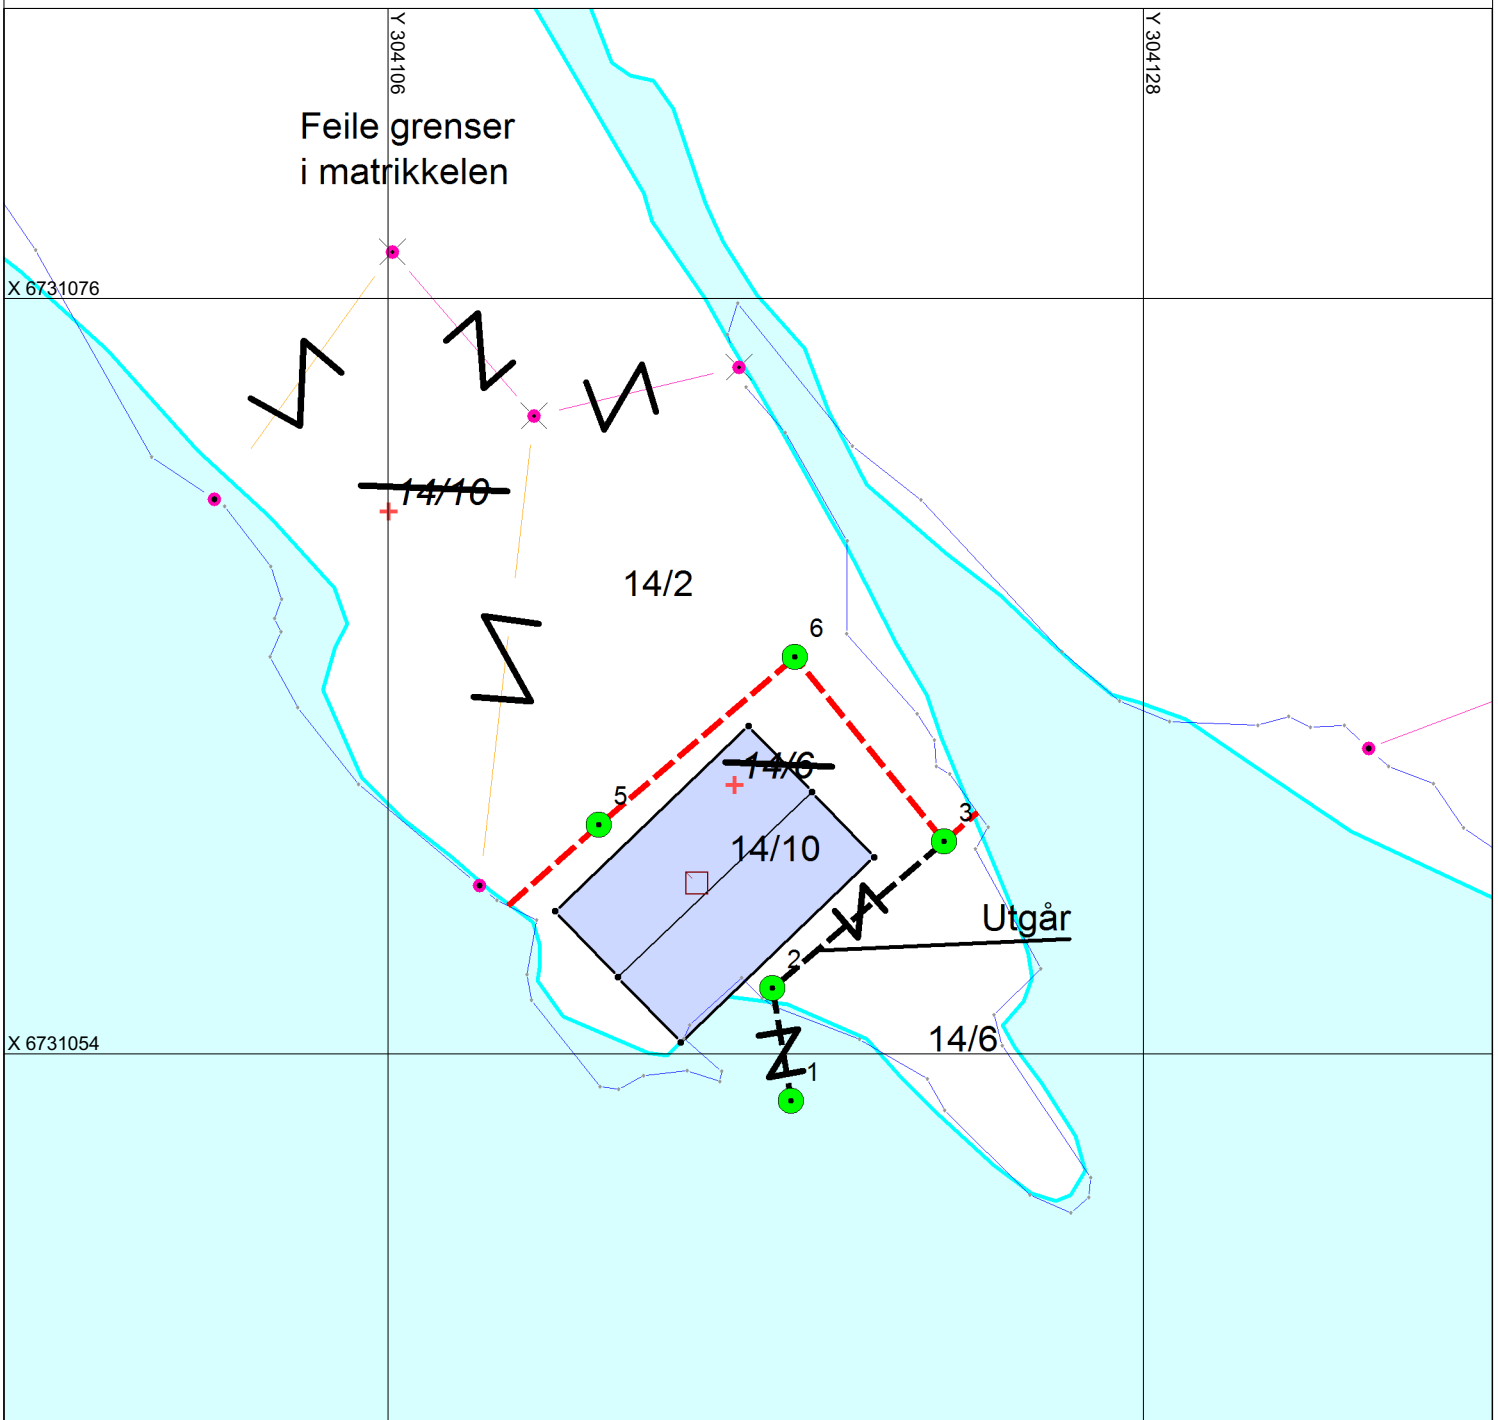 Y 304106
Y 304128
Feile grenser
i matrikkelen
X 6731076
14/10
14/2
6
14/6
5
3
14/10
Utgår
2
14/6
X 6731054
1